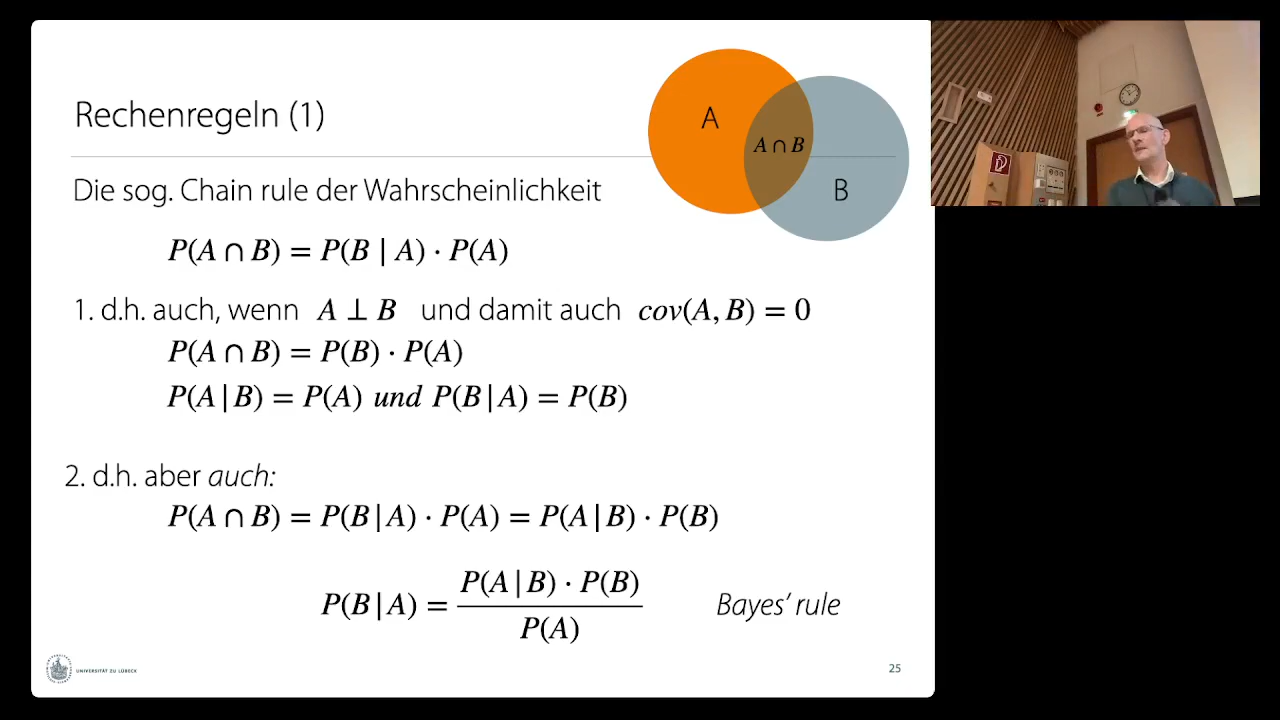 Rechenregeln (1)
A
A ∩ B
B
Die sog. Chain rule der Wahrscheinlichkeit
P(A ∩ B) = P(B | A) · P(A)
1. d.h. auch, wenn A ⊥ B und damit auch cov(A, B) = 0
P(A ∩ B) = P(B) · P(A)
P(A | B) = P(A) und P(B | A) = P(B)
2. d.h. aber auch:
P(A ∩ B) = P(B | A) · P(A) = P(A | B) · P(B)
P(B | A) = P(A | B) · P(B) / P(A) Bayes’ rule
UNIVERSITÄT ZU LÜBECK
25